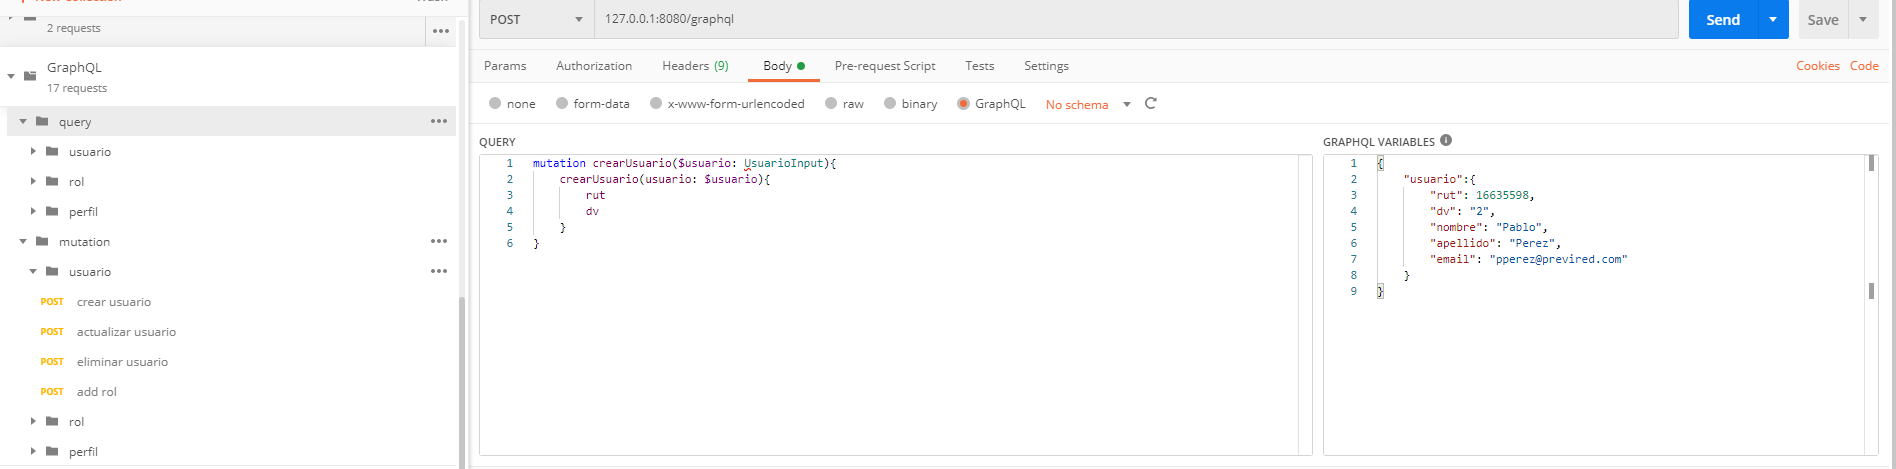 New Collection
Trash
2 requests
GraphQL
17 requests
query
usuario
rol
perfil
mutation
usuario
POST crear usuario
POST actualizar usuario
POST eliminar usuario
POST add rol
rol
perfil
POST 127.0.0.1:8080/graphql Send Save
Params Authorization Headers (9) Body Pre-request Script Tests Settings Cookies Code
none form-data x-www-form-urlencoded raw binary GraphQL No schema
QUERY
1 mutation crearUsuario($usuario: UsuarioInput){
2 crearUsuario(usuario: $usuario){
3 rut
4 dv
5 }
6 }
GRAPHQL VARIABLES
1 {
2 "usuario":{
3 "rut": 16635598,
4 "dv": "2",
5 "nombre": "Pablo",
6 "apellido": "Perez",
7 "email": "pperez@previred.com"
8 }
9 }